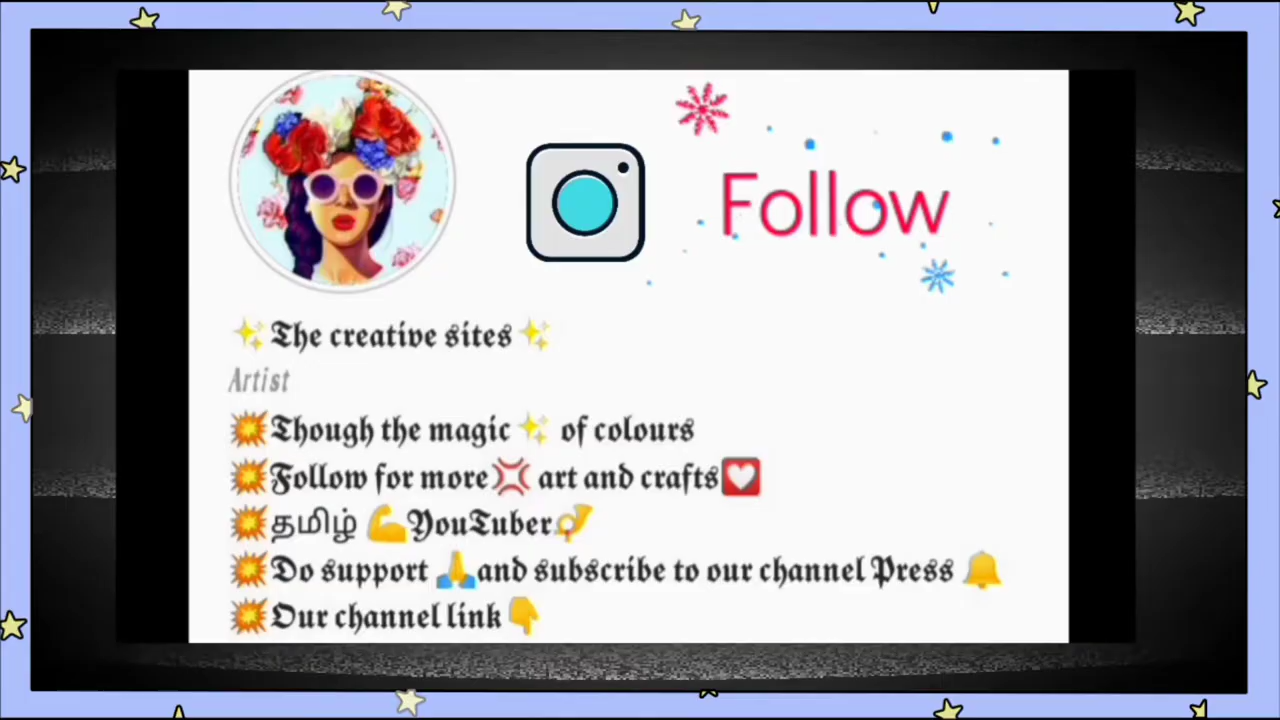 Follow
✨The creative sites✨
Artist
💥Though the magic✨ of colours
💥Follow for more💢 art and crafts💟
💥தமிழ் 💪YouTuber📯
💥Do support 🙏and subscribe to our channel Press 🔔
💥Our channel link👇